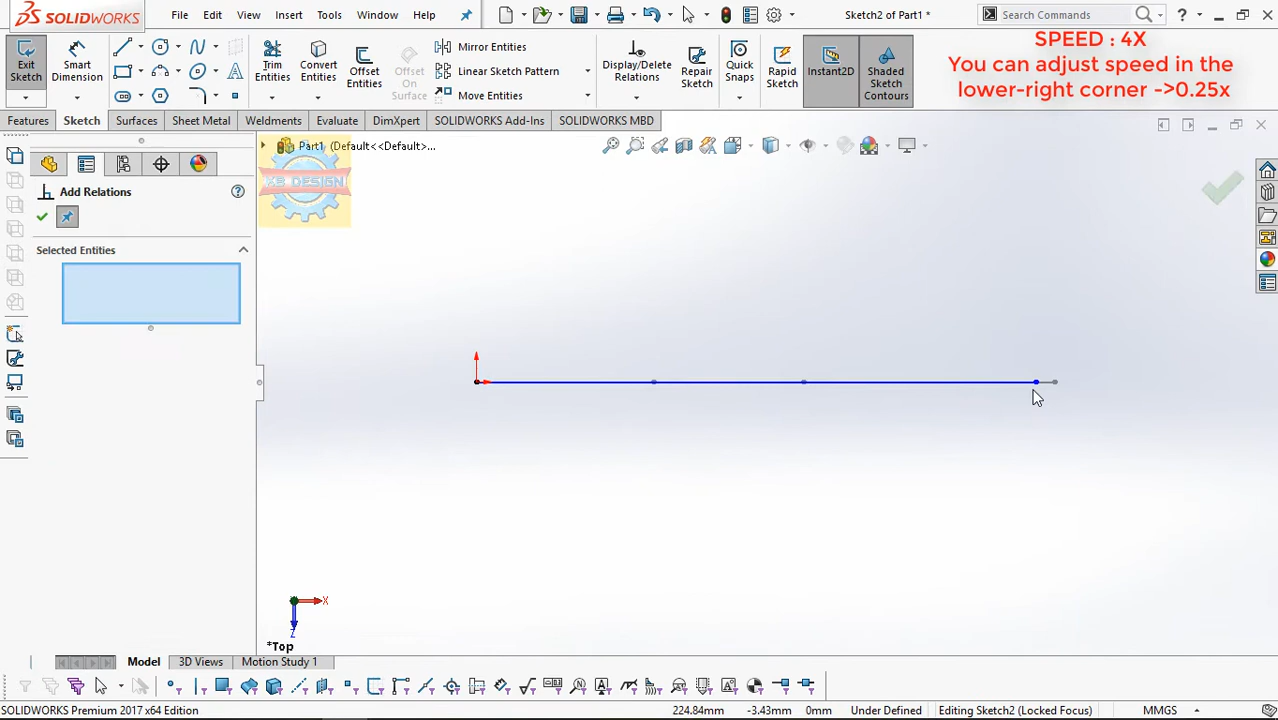 SOLIDWORKS
File
Edit
View
Insert
Tools
Window
Help
Sketch2 of Part1 *
Search Commands
SPEED : 4X
You can adjust speed in the
lower-right corner ->0.25x
Exit
Sketch
Smart
Dimension
Trim
Entities
Convert
Entities
Offset
Entities
Offset
On
Surface
Mirror Entities
Linear Sketch Pattern
Move Entities
Display/Delete
Relations
Repair
Sketch
Quick
Snaps
Rapid
Sketch
Instant2D
Shaded
Sketch
Contours
Features
Sketch
Surfaces
Sheet Metal
Weldments
Evaluate
DimXpert
SOLIDWORKS Add-Ins
SOLIDWORKS MBD
Part1 (Default<<Default>...
Add Relations
Selected Entities
X
Z
*Top
Model
3D Views
Motion Study 1
SOLIDWORKS Premium 2017 x64 Edition
224.84mm
-3.43mm
0mm
Under Defined
Editing Sketch2 (Locked Focus)
MMGS